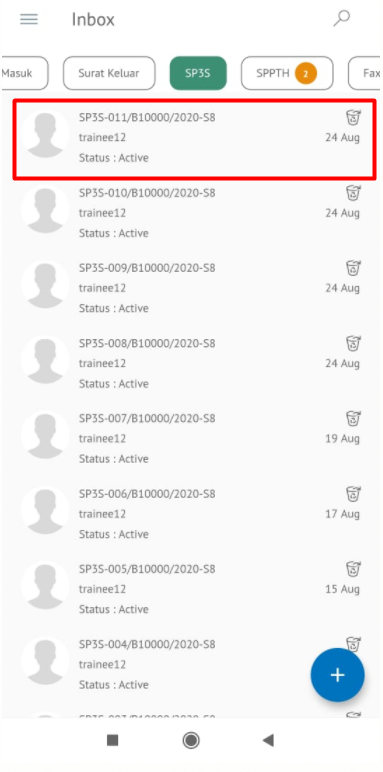 Inbox
Masuk
Surat Keluar
SP3S
SPPTH 2
Fax
SP3S-011/B10000/2020-S8
trainee12
24 Aug
Status : Active
SP3S-010/B10000/2020-S8
trainee12
24 Aug
Status : Active
SP3S-009/B10000/2020-S8
trainee12
24 Aug
Status : Active
SP3S-008/B10000/2020-S8
trainee12
24 Aug
Status : Active
SP3S-007/B10000/2020-S8
trainee12
19 Aug
Status : Active
SP3S-006/B10000/2020-S8
trainee12
17 Aug
Status : Active
SP3S-005/B10000/2020-S8
trainee12
15 Aug
Status : Active
SP3S-004/B10000/2020-S8
trainee12
Status : Active